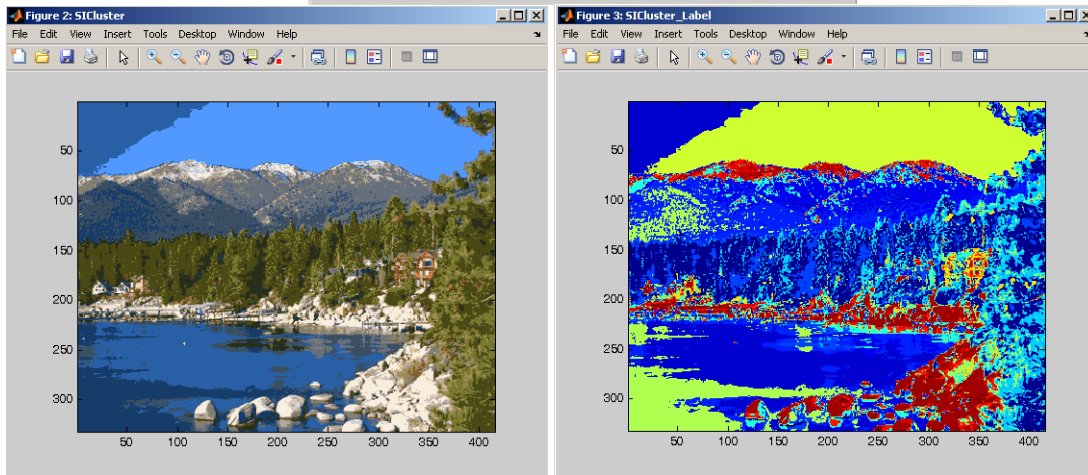 Figure 2: SICluster
File Edit View Insert Tools Desktop Window Help
50
100
150
200
250
300
50 100 150 200 250 300 350 400
Figure 3: SICluster_Label
File Edit View Insert Tools Desktop Window Help
50
100
150
200
250
300
50 100 150 200 250 300 350 400